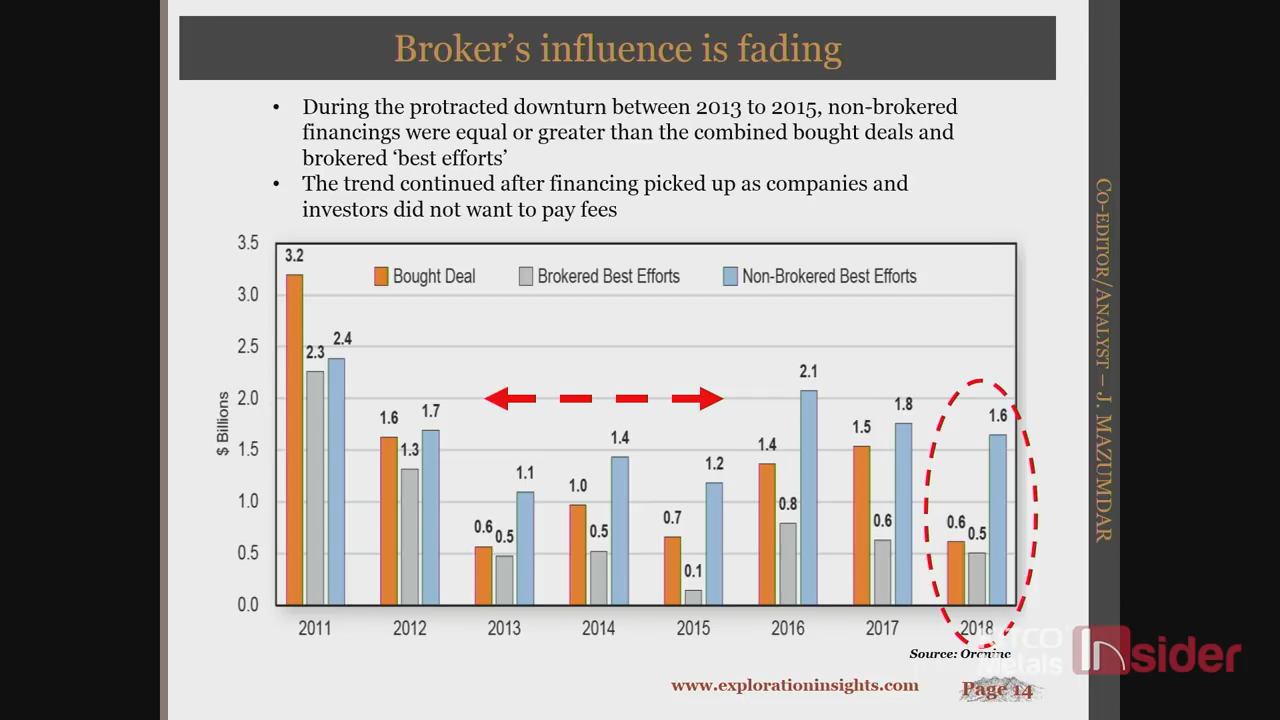 Broker's influence is fading
• During the protracted downturn between 2013 to 2015, non-brokered
financings were equal or greater than the combined bought deals and
brokered 'best efforts'
• The trend continued after financing picked up as companies and
investors did not want to pay fees
CO-EDITOR/ANALYST – J. MAZUMDAR
$ Billions
3.5
3.0
2.5
2.0
1.5
1.0
0.5
0.0
Bought Deal Brokered Best Efforts Non-Brokered Best Efforts
3.2 2.3 2.4
1.6 1.3 1.7
0.6 0.5 1.1
1.0 0.5 1.4
0.7 0.1 1.2
1.4 0.8 2.1
1.5 0.6 1.8
0.6 0.5 1.6
2011 2012 2013 2014 2015 2016 2017 2018
Source:
Metals Insider
www.explorationinsights.com Page 14